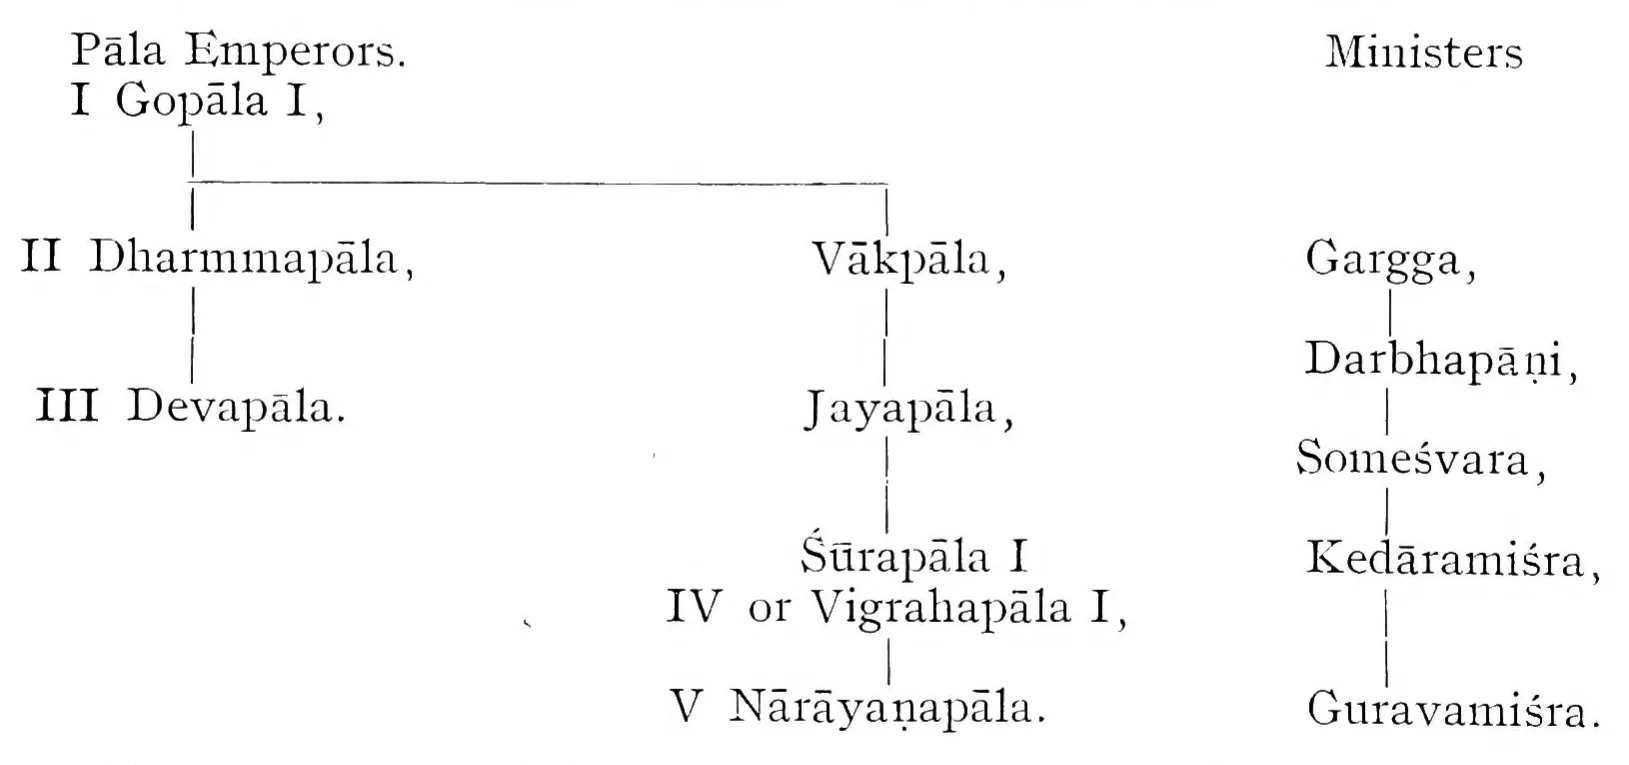 Pāla Emperors. Ministers
I Gopāla I,
II Dharmmapāla, Vākpāla, Gargga,
Darbhapāṇi,
III Devapāla. Jayapāla,
Someśvara,
Śūrapāla I Kedāramiśra,
IV or Vigrahapāla I,
V Nārāyaṇapāla. Guravamiśra.